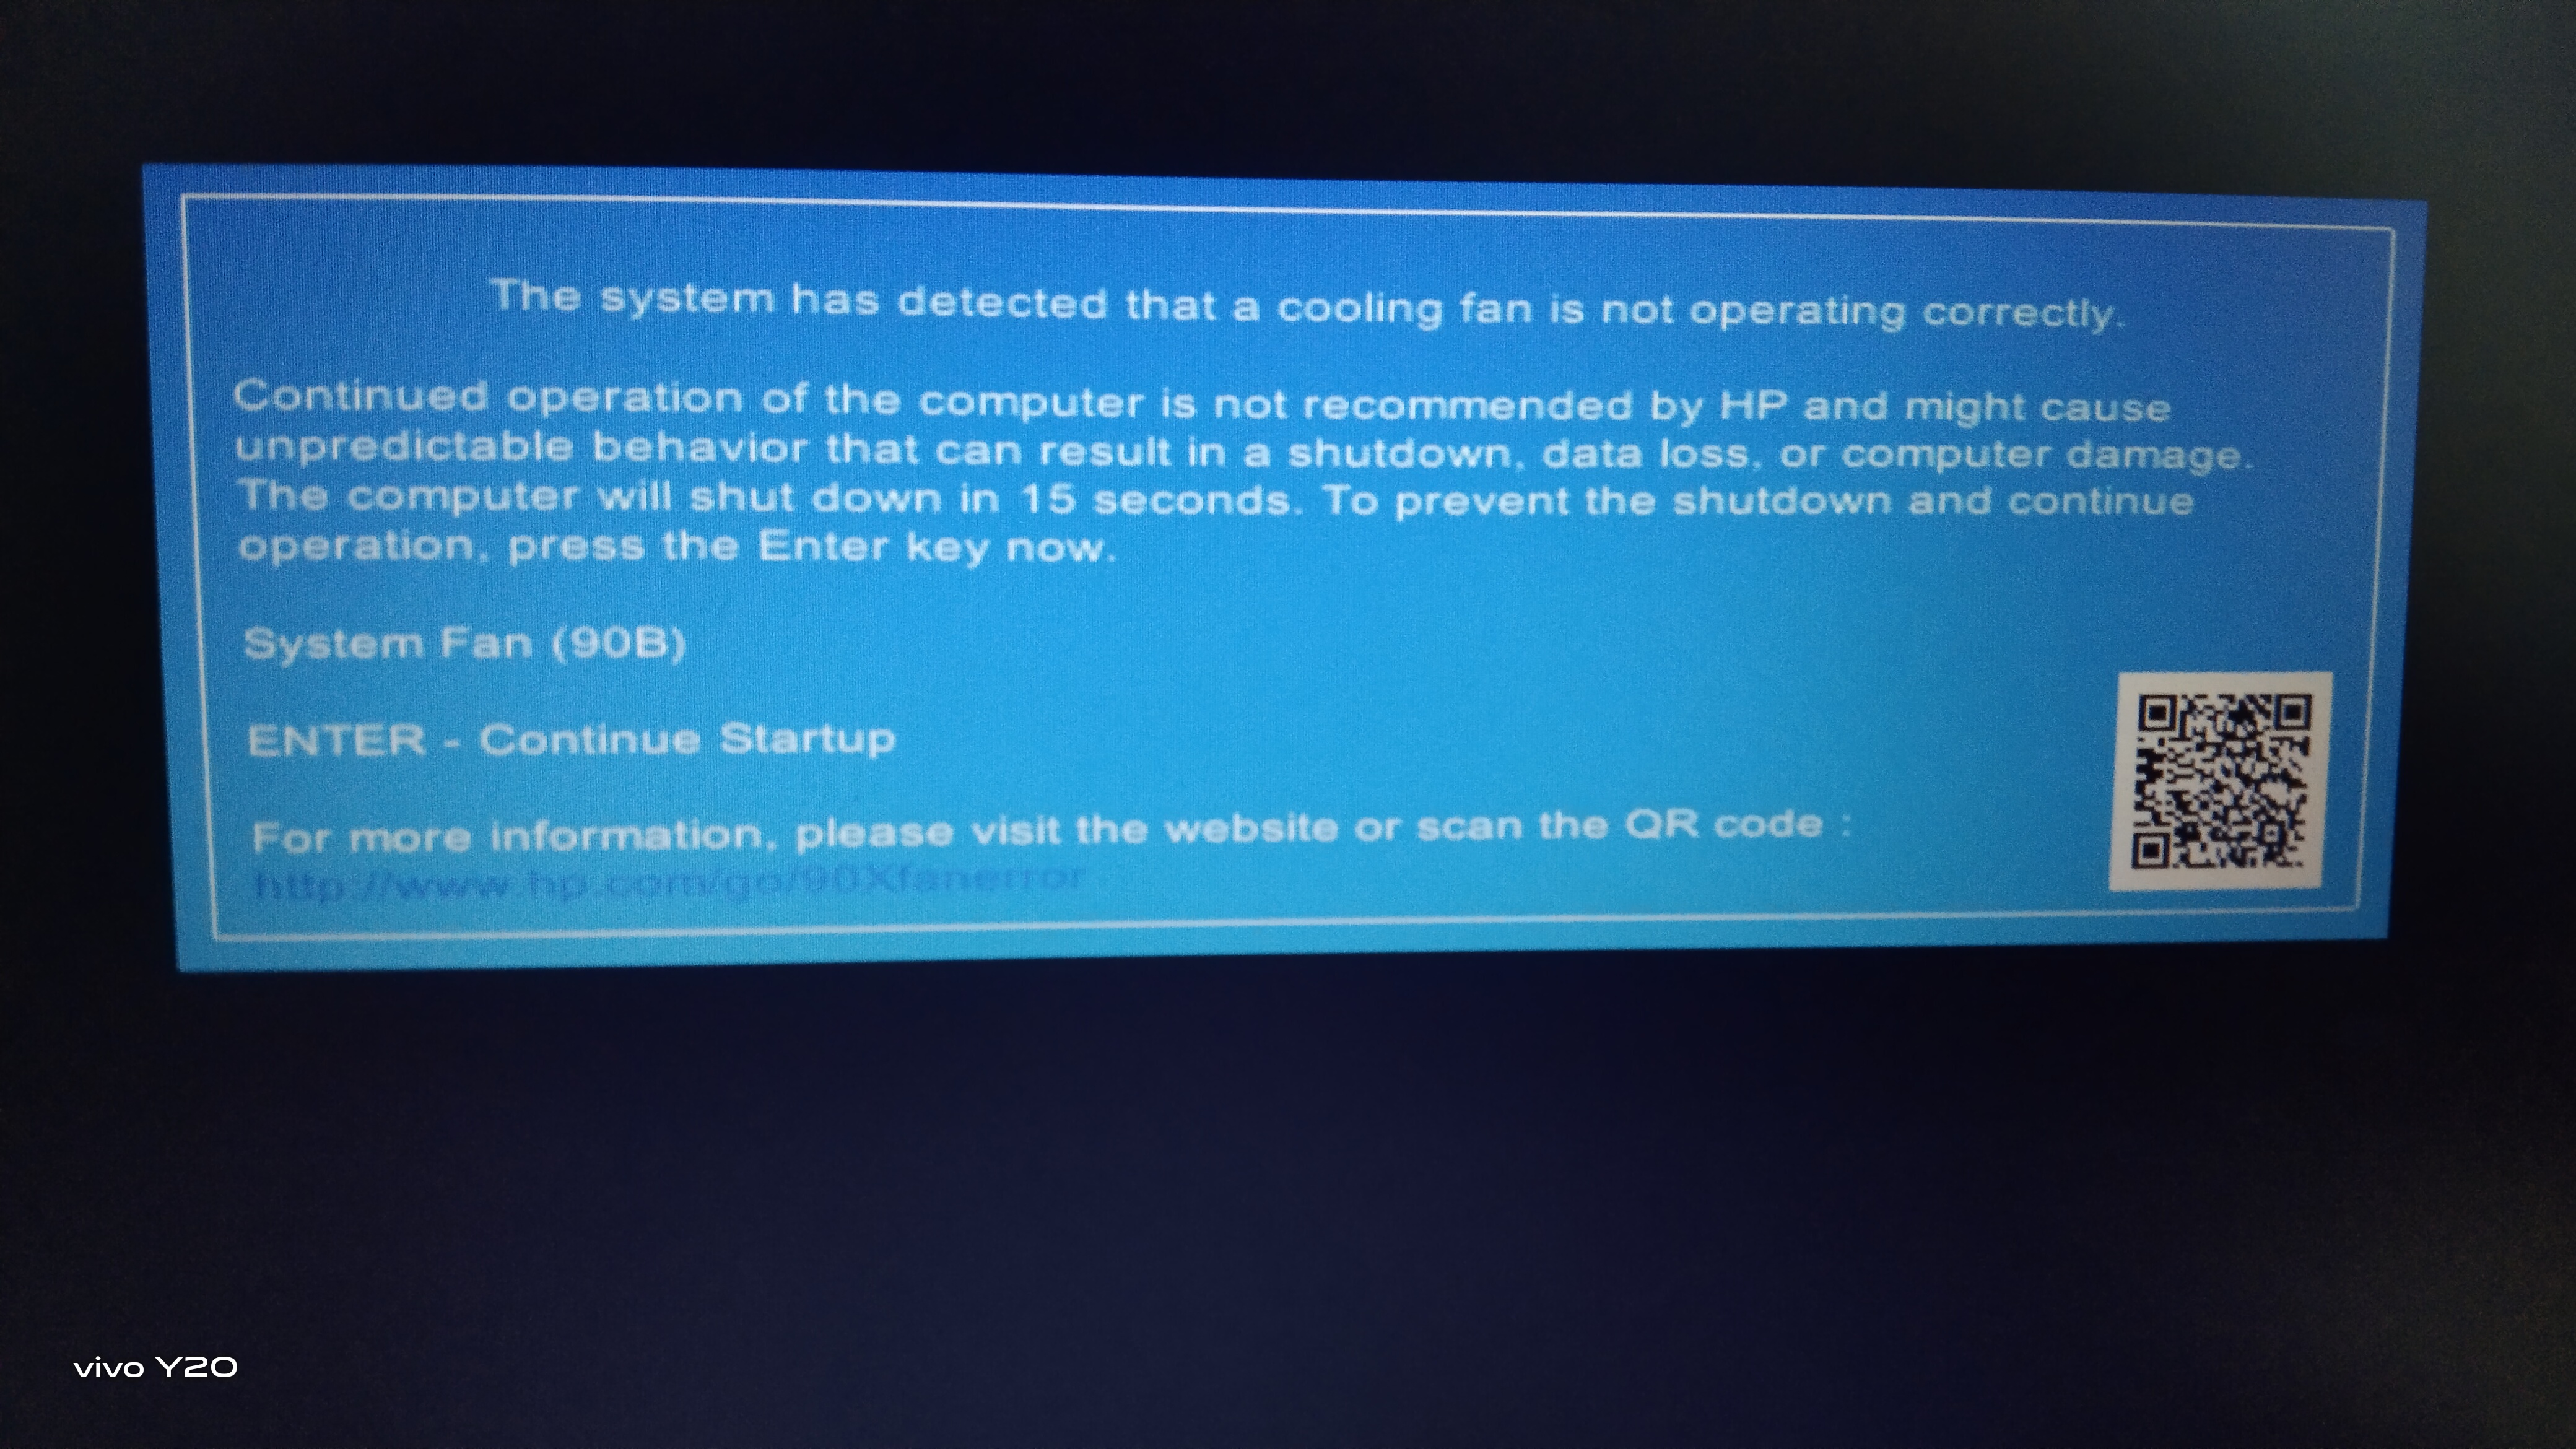 The system has detected that a cooling fan is not operating correctly.
Continued operation of the computer is not recommended by HP and might cause
unpredictable behavior that can result in a shutdown, data loss, or computer damage.
The computer will shut down in 15 seconds. To prevent the shutdown and continue
operation, press the Enter key now.
System Fan (90B)
ENTER - Continue Startup
For more information, please visit the website or scan the QR code :
http://www.hp.com/go/90Xfanerror
vivo Y20